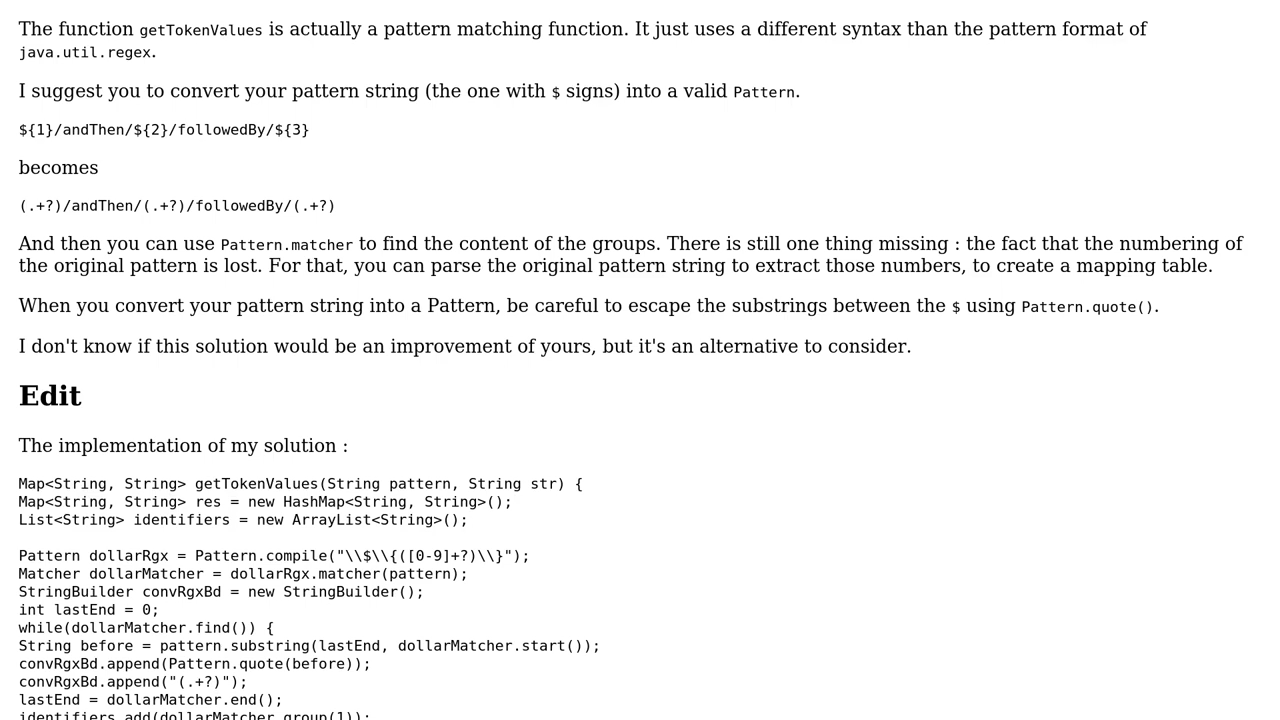 The function getTokenValues is actually a pattern matching function. It just uses a different syntax than the pattern format of
java.util.regex.
I suggest you to convert your pattern string (the one with $ signs) into a valid Pattern.
${1}/andThen/${2}/followedBy/${3}
becomes
(.+?)/andThen/(.+?)/followedBy/(.+?)
And then you can use Pattern.matcher to find the content of the groups. There is still one thing missing : the fact that the numbering of
the original pattern is lost. For that, you can parse the original pattern string to extract those numbers, to create a mapping table.
When you convert your pattern string into a Pattern, be careful to escape the substrings between the $ using Pattern.quote().
I don't know if this solution would be an improvement of yours, but it's an alternative to consider.
Edit
The implementation of my solution :
Map<String, String> getTokenValues(String pattern, String str) {
Map<String, String> res = new HashMap<String, String>();
List<String> identifiers = new ArrayList<String>();
Pattern dollarRgx = Pattern.compile("\\$\\{([0-9]+?)\\}");
Matcher dollarMatcher = dollarRgx.matcher(pattern);
StringBuilder convRgxBd = new StringBuilder();
int lastEnd = 0;
while(dollarMatcher.find()) {
String before = pattern.substring(lastEnd, dollarMatcher.start());
convRgxBd.append(Pattern.quote(before));
convRgxBd.append("(.+?)");
lastEnd = dollarMatcher.end();
identifiers.add(dollarMatcher.group(1));